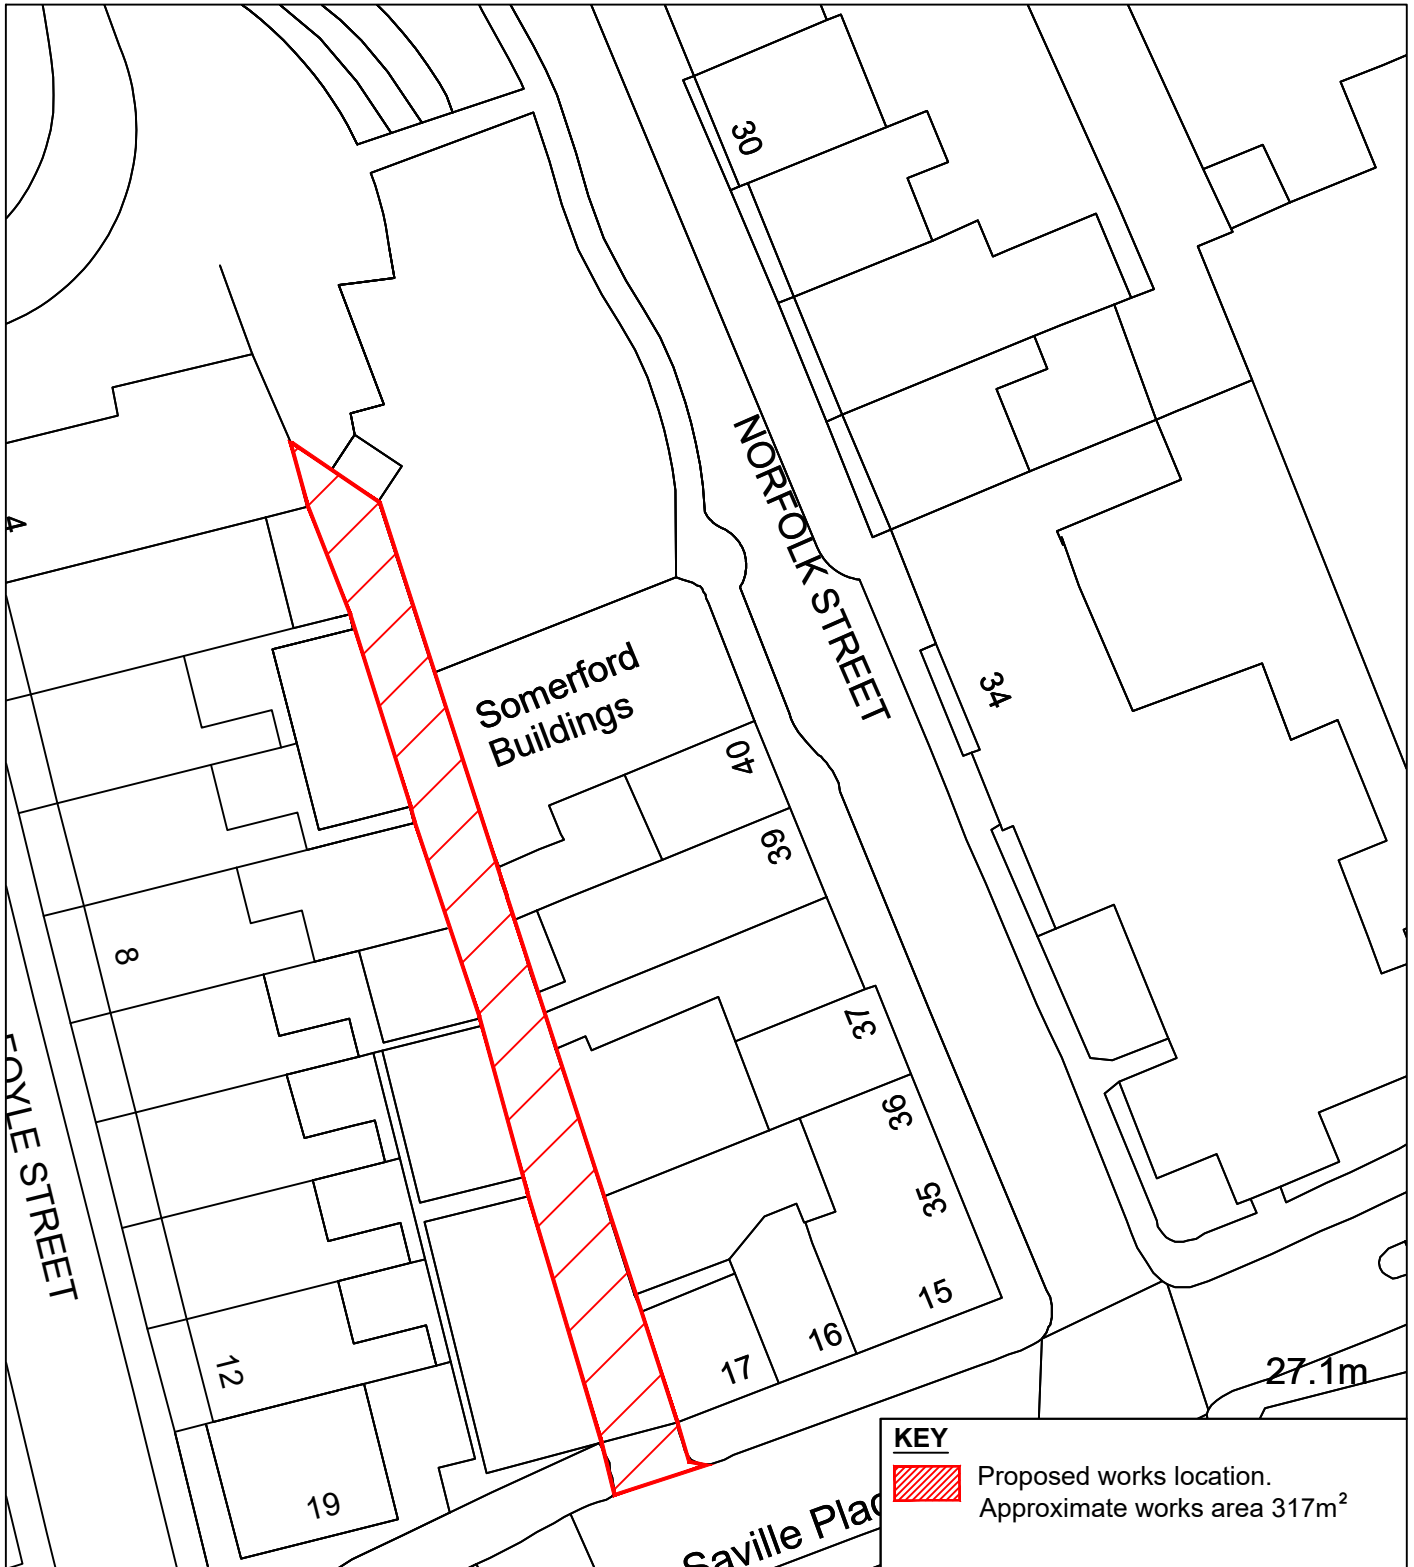 30
4
NORFOLK STREET
34
Somerford
Buildings
40
39
8
37
36
35
FOYLE STREET
15
16
17
12
27.1m
19
Saville Plac
KEY
Proposed works location.
Approximate works area 317m²